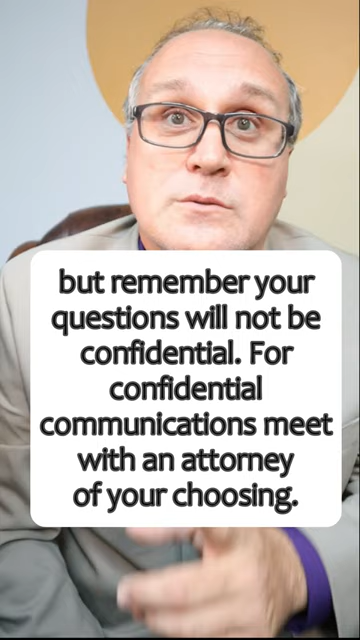 but remember your
questions will not be
confidential. For
confidential
communications meet
with an attorney
of your choosing.